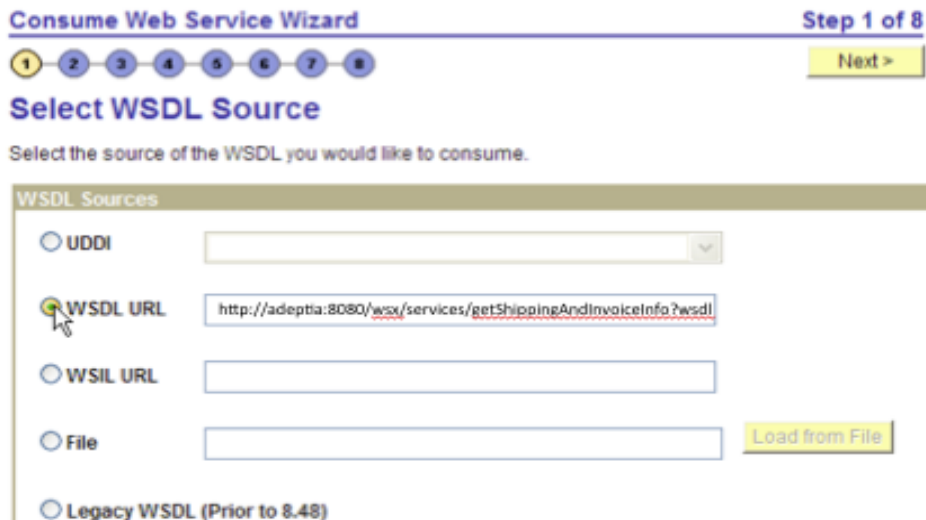 Consume Web Service Wizard Step 1 of 8
1 2 3 4 5 6 7 8 Next >
Select WSDL Source
Select the source of the WSDL you would like to consume.
WSDL Sources
UDDI
WSDL URL http://adeptia:8080/wsx/services/getShippingAndInvoiceInfo?wsdl
WSIL URL
File Load from File
Legacy WSDL (Prior to 8.48)